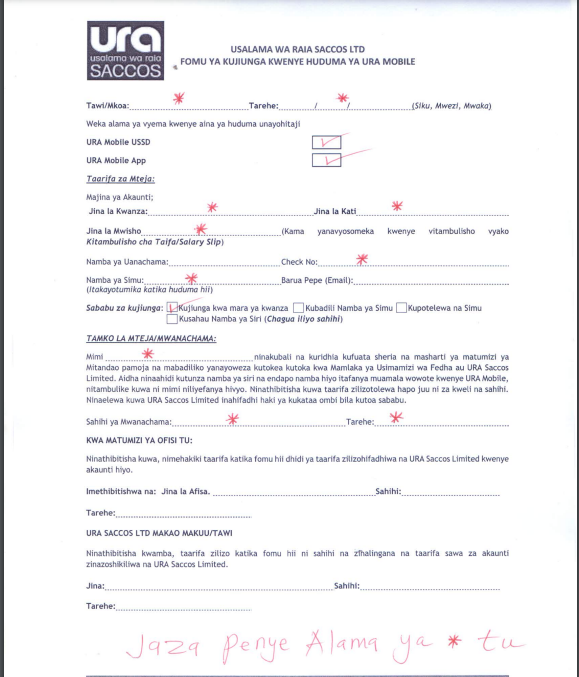 ura
usalama wa raia
SACCOS
USALAMA WA RAIA SACCOS LTD
FOMU YA KUJIUNGA KWENYE HUDUMA YA URA MOBILE
Tawi/Mkoa: * Tarehe: / * / (Siku, Mwezi, Mwaka)
Weka alama ya vyema kwenye aina ya huduma unayohitaji
URA Mobile USSD
URA Mobile App
Taarifa za Mteja:
Majina ya Akaunti;
Jina la Kwanza: * Jina la Kati *
Jina la Mwisho * (Kama yanavyosomeka kwenye vitambulisho vyako
Kitambulisho cha Taifa/Salary Slip)
Namba ya Uanachama: Check No: *
Namba ya Simu: * Barua Pepe (Email):
(Itakayotumika katika huduma hii)
Sababu za kujiunga: Kujiunga kwa mara ya kwanza Kubadili Namba ya Simu Kupotelewa na Simu
Kusahau Namba ya Siri (Chagua iliyo sahihi)
TAMKO LA MTEJA/MWANACHAMA:
Mimi * ninakubali na kuridhia kufuata sheria na masharti ya matumizi ya
Mitandao pamoja na mabadiliko yanayoweza kutokea kutoka kwa Mamlaka ya Usimamizi wa Fedha au URA Saccos
Limited. Aidha ninaahidi kutunza namba ya siri na endapo namba hiyo itafanya muamala wowote kwenye URA Mobile,
nitambulike kuwa ni mimi niliyefanya hivyo. Ninathibitisha kuwa taarifa zilizotolewa hapo juu ni za kweli na sahihi.
Ninaelewa kuwa URA Saccos Limited inahafidhi haki ya kukataa ombi bila kutoa sababu.
Sahihi ya Mwanachama: * Tarehe: *
KWA MATUMIZI YA OFISI TU:
Ninathibitisha kuwa, nimehakiki taarifa katika fomu hii dhidi ya taarifa zilizohifadhiwa na URA Saccos Limited kwenye
akaunti hiyo.
Imethibitishwa na: Jina la Afisa. Sahihi:
Tarehe:
URA SACCOS LTD MAKAO MAKUU/TAWI
Ninathibitisha kwamba, taarifa zilizo katika fomu hii ni sahihi na zihalingana na taarifa sawa za akaunti
zinazoshikiliwa na URA Saccos Limited.
Jina: Sahihi:
Tarehe:
Jaza Penye Alama ya * tu